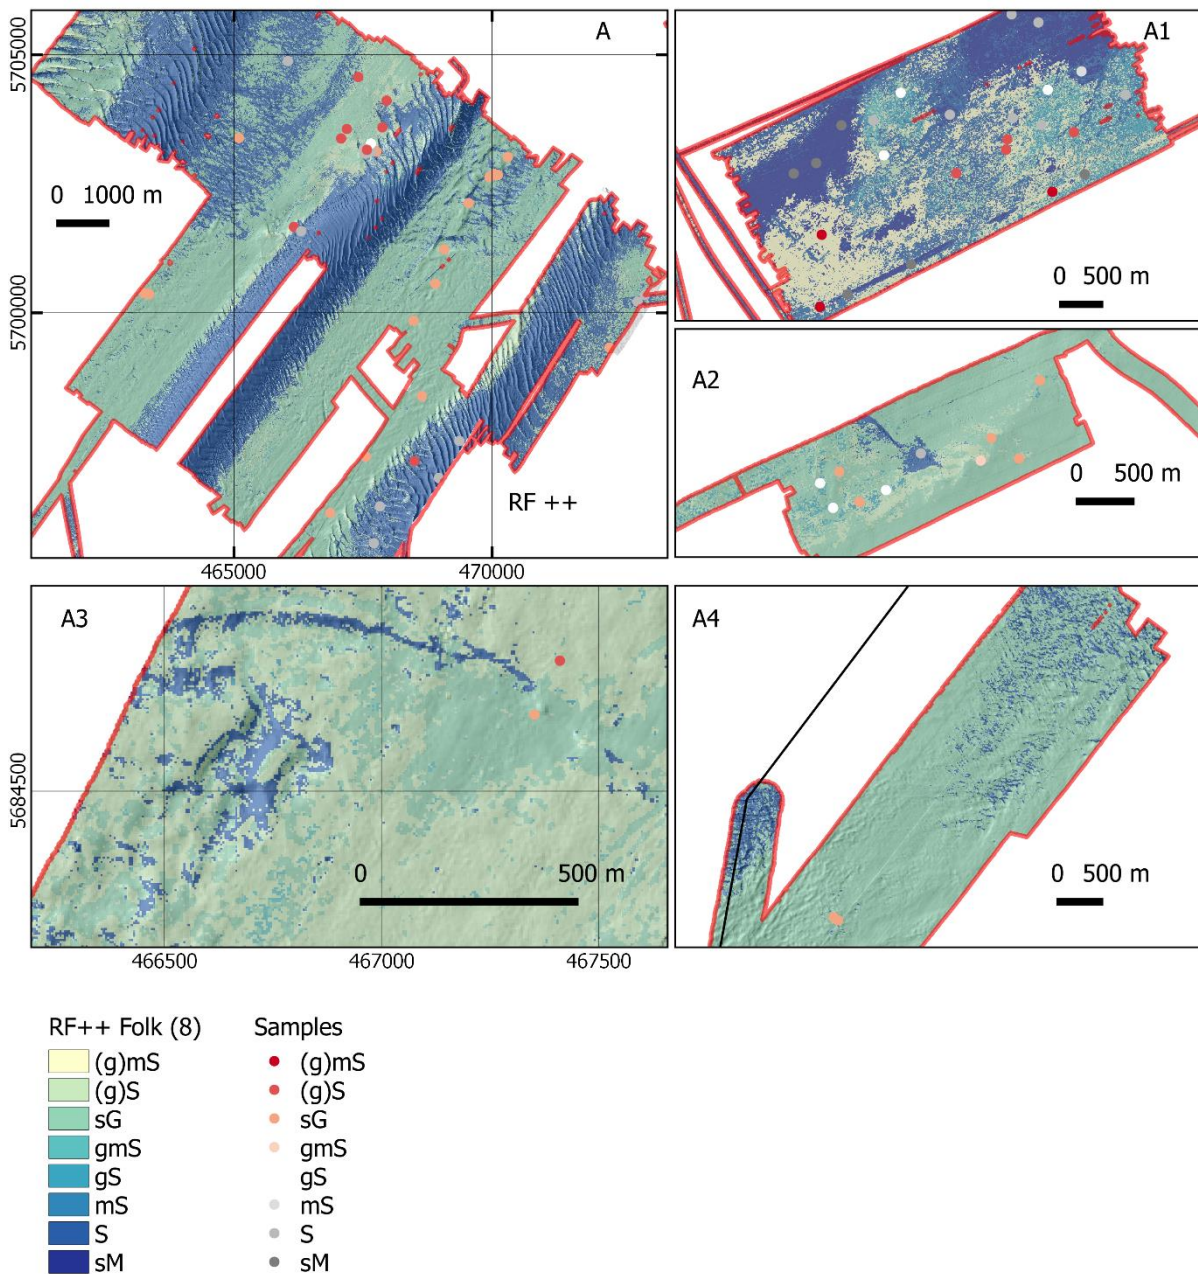 A
0 1000 m
RF ++
5705000
5700000
465000 470000
A1
0 500 m
A2
0 500 m
A3
0 500 m
5684500
466500 467000 467500
A4
0 500 m
RF++ Folk (8)
(g)mS
(g)S
sG
gmS
gS
mS
S
sM
Samples
(g)mS
(g)S
sG
gmS
gS
mS
S
sM